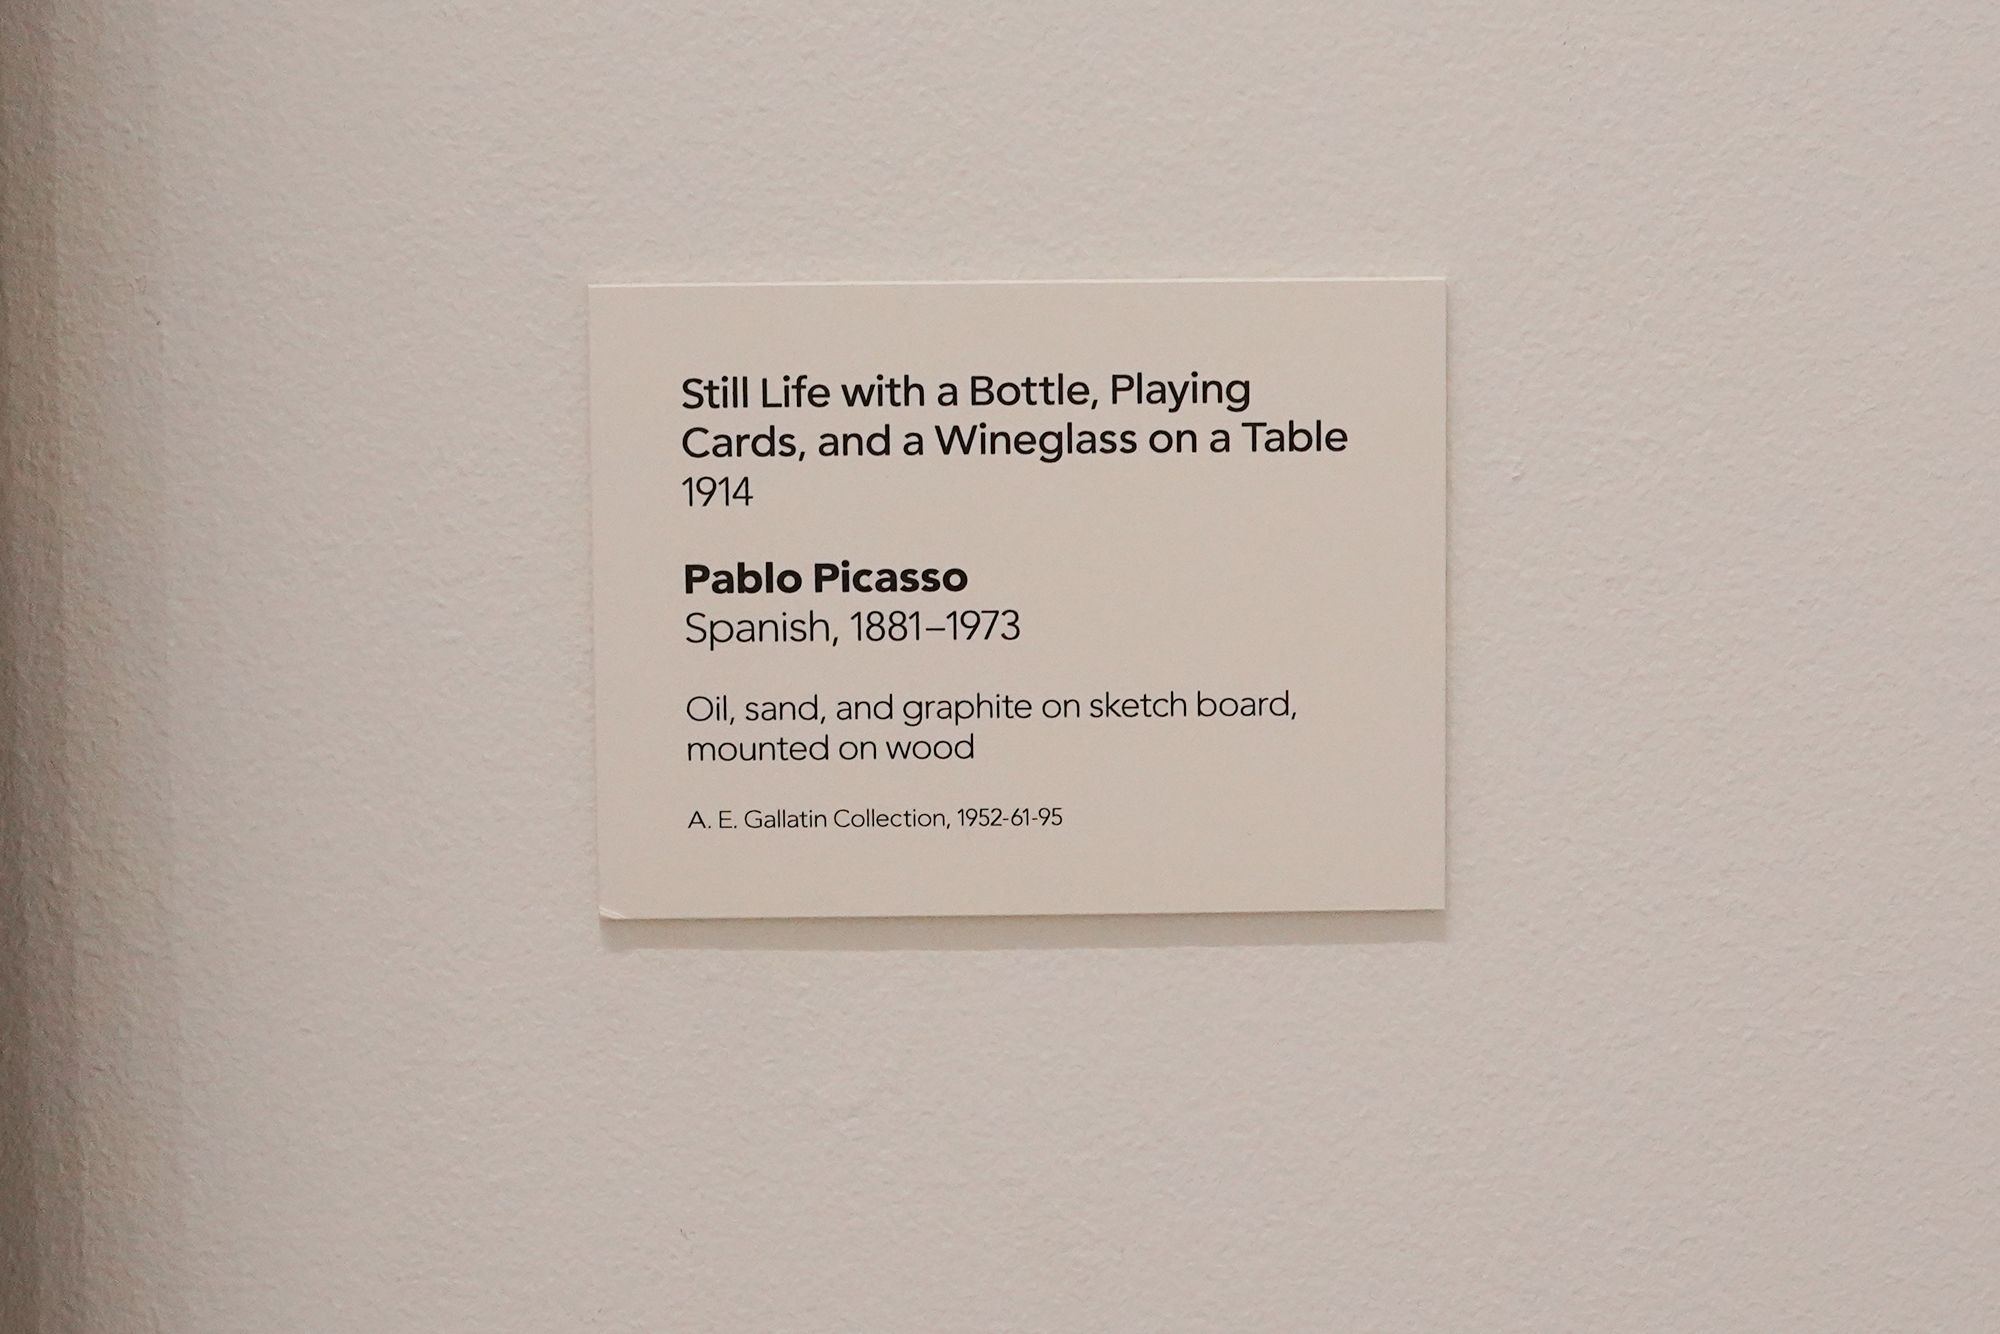 Still Life with a Bottle, Playing
Cards, and a Wineglass on a Table
1914
Pablo Picasso
Spanish, 1881–1973
Oil, sand, and graphite on sketch board,
mounted on wood
A. E. Gallatin Collection, 1952-61-95